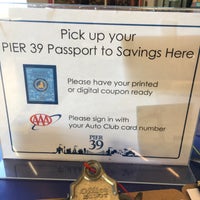 Pick up your
PIER 39 Passport to Savings Here
Please have your printed
or digital coupon ready
AAA
Please sign in with
your Auto Club card number
PIER
39